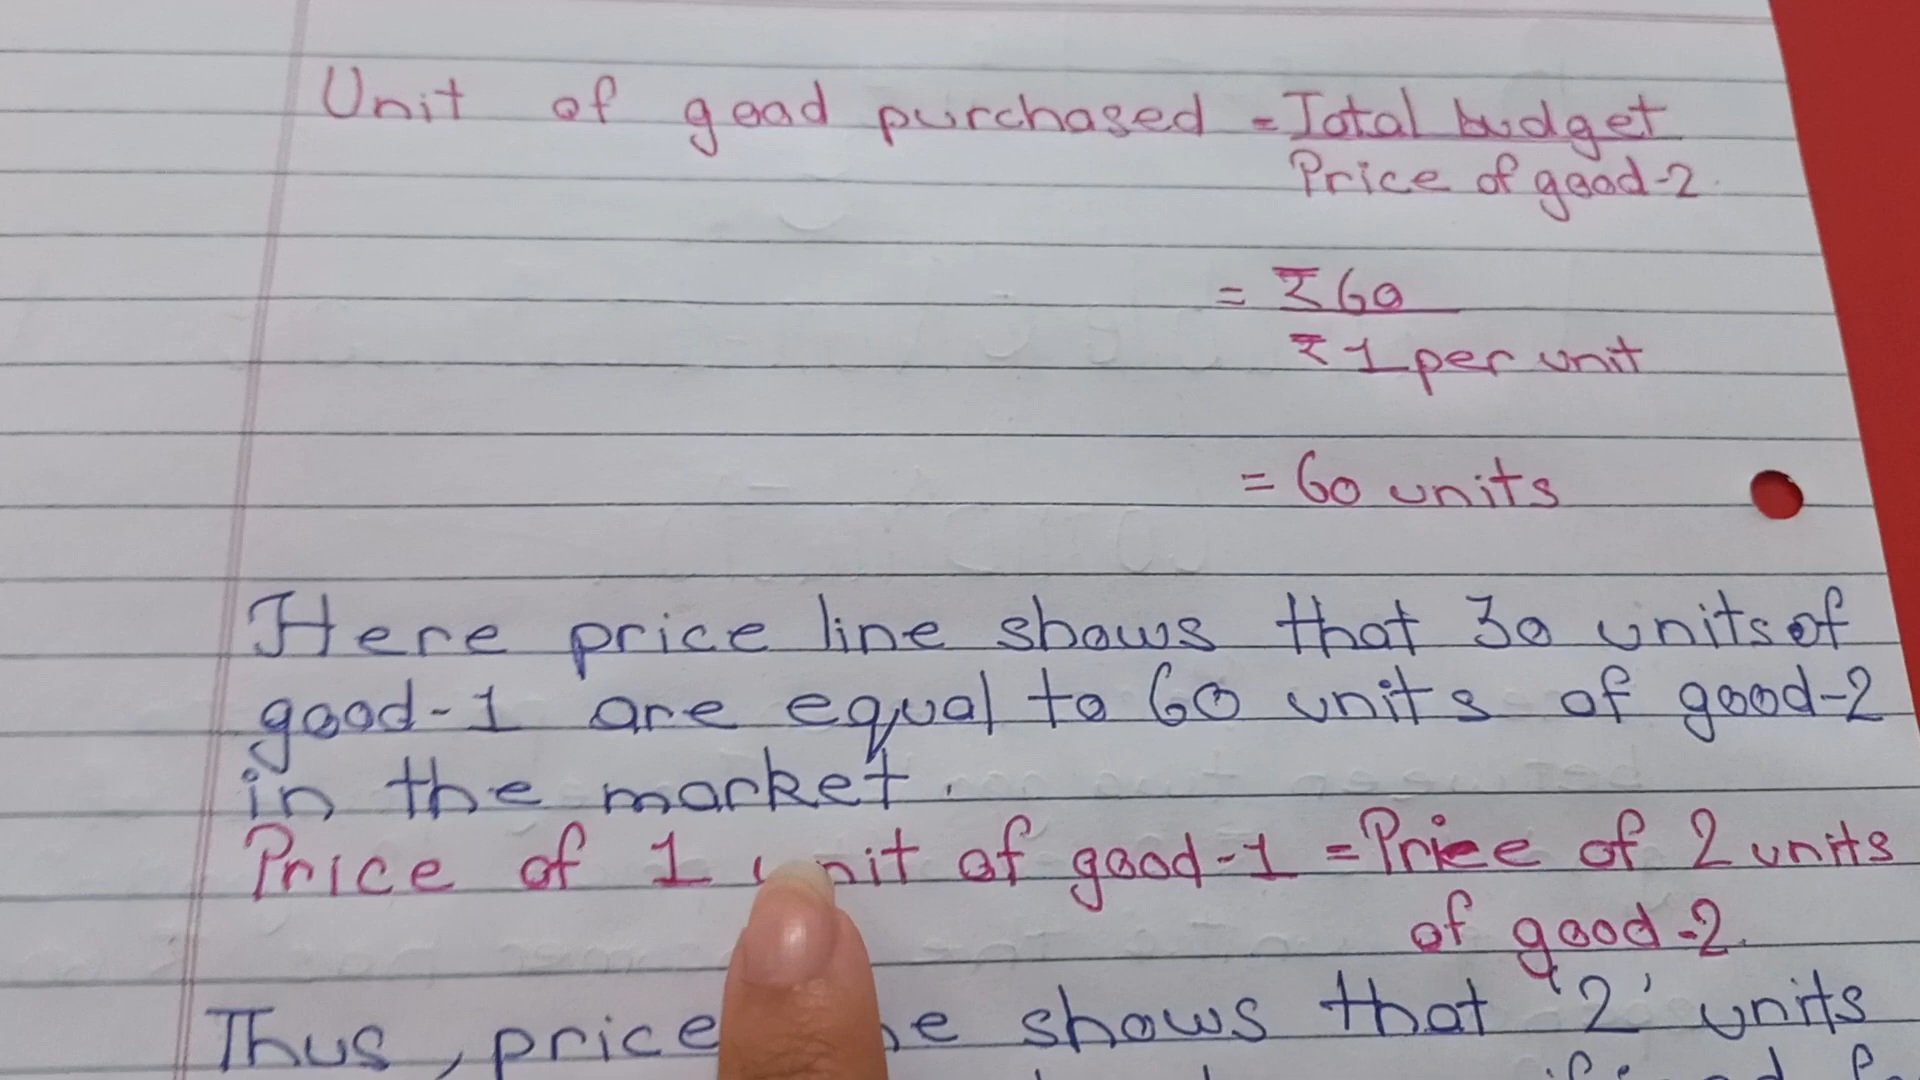 Unit of good purchased = Total budget
Price of good-2
= ₹60
₹1 per unit
= 60 units
Here price line shows that 30 units of
good-1 are equal to 60 units of good-2
in the market.
Price of 1 unit of good-1 = Price of 2 units
of good-2.
Thus, price shows that '2' units